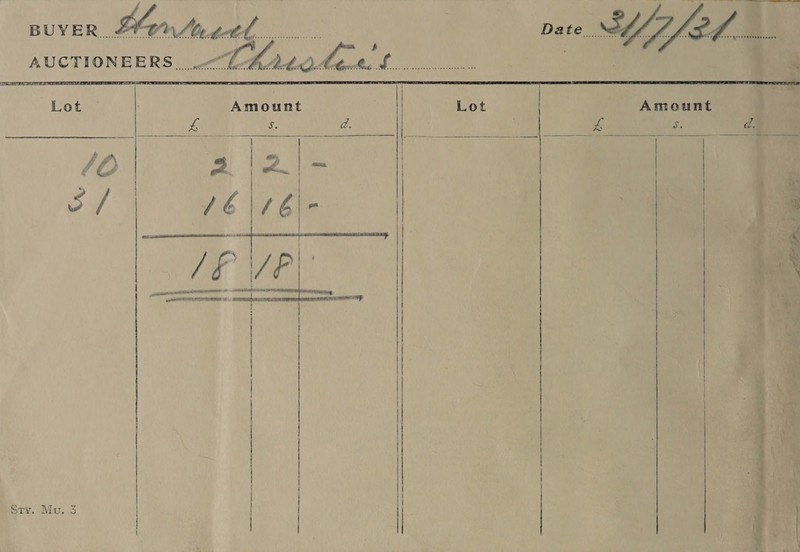 BUYER Howard Date 31/7/31
AUCTIONEERS Christie's
Lot Amount Lot Amount
£ s. d. £ s. d.
10 2 2 -
31 16 16 -
18 18
Sty. Mu. 3